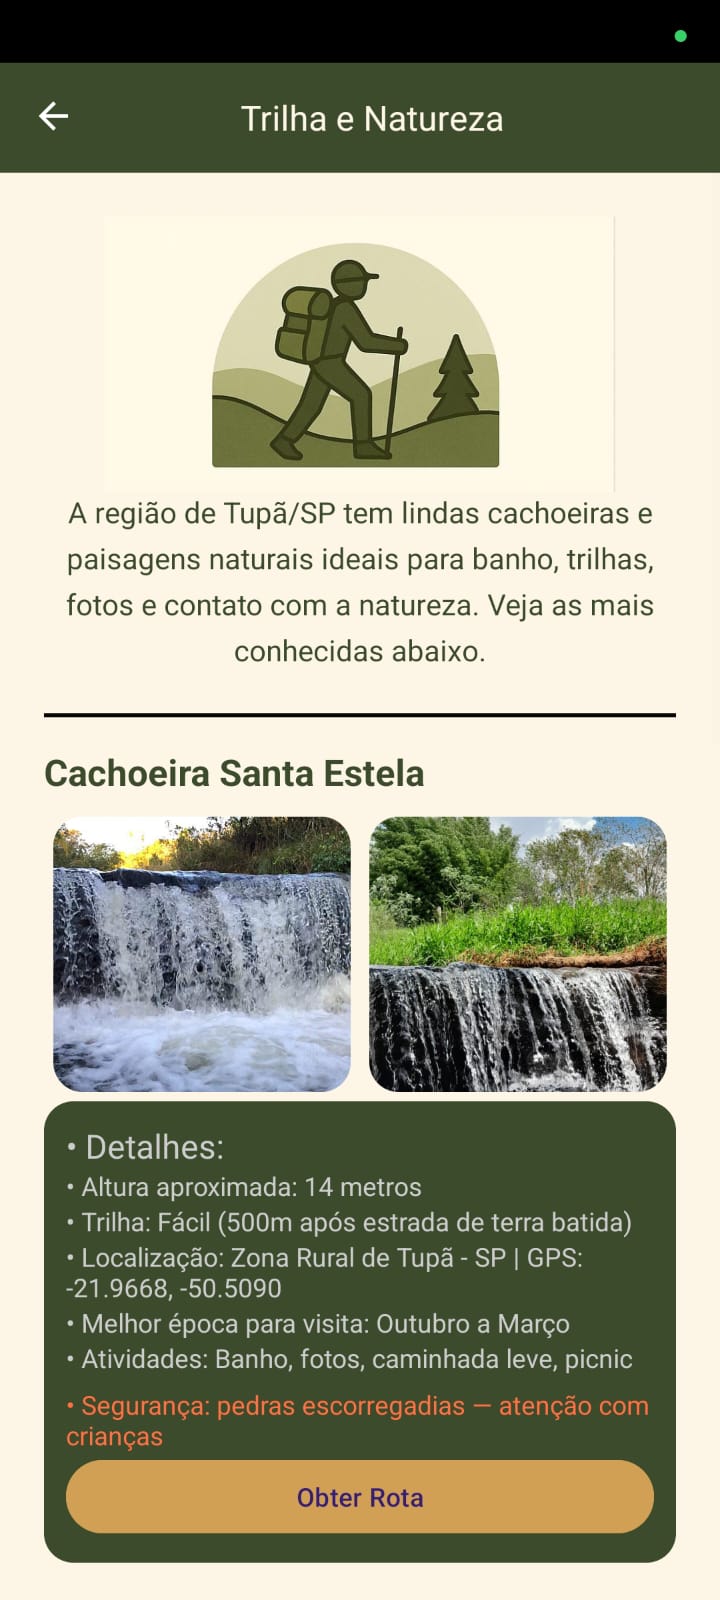 Trilha e Natureza
A região de Tupã/SP tem lindas cachoeiras e
paisagens naturais ideais para banho, trilhas,
fotos e contato com a natureza. Veja as mais
conhecidas abaixo.
Cachoeira Santa Estela
• Detalhes:
• Altura aproximada: 14 metros
• Trilha: Fácil (500m após estrada de terra batida)
• Localização: Zona Rural de Tupã - SP | GPS:
-21.9668, -50.5090
• Melhor época para visita: Outubro a Março
• Atividades: Banho, fotos, caminhada leve, picnic
• Segurança: pedras escorregadias — atenção com
crianças
Obter Rota